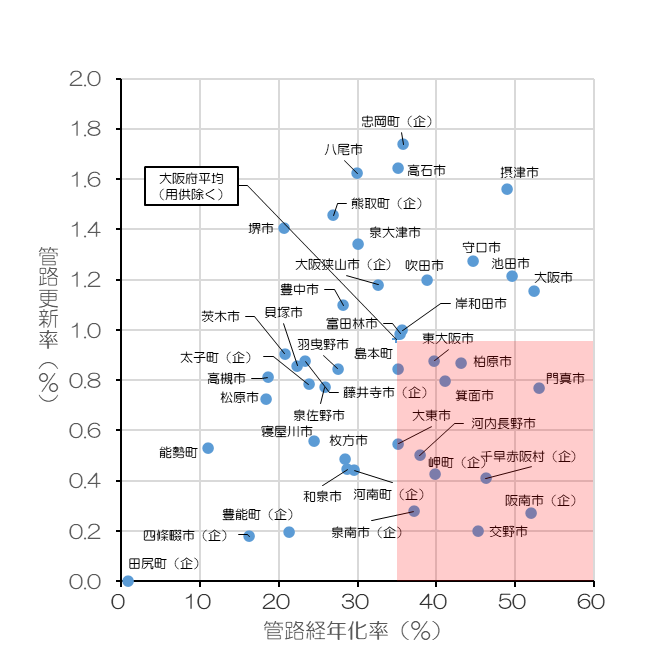 2.0
忠岡町（企）
1.8
八尾市
高石市
摂津市
大阪府平均
（用供除く）
1.6
熊取町（企）
1.4
堺市
泉大津市
守口市
大阪狭山市（企）
吹田市
池田市
大阪市
1.2
豊中市
岸和田市
茨木市
貝塚市
富田林市
1.0
東大阪市
羽曳野市
太子町（企）
島本町
柏原市
高槻市
門真市
0.8
松原市
藤井寺市（企）
箕面市
泉佐野市
大東市
寝屋川市
河内長野市
0.6
枚方市
能勢町
岬町（企）
千早赤阪村（企）
0.4
和泉市
河南町（企）
阪南市（企）
豊能町（企）
四條畷市（企）
泉南市（企）
交野市
0.2
田尻町（企）
0.0
0 10 20 30 40 50 60
管路経年化率（％）
管路更新率（％）